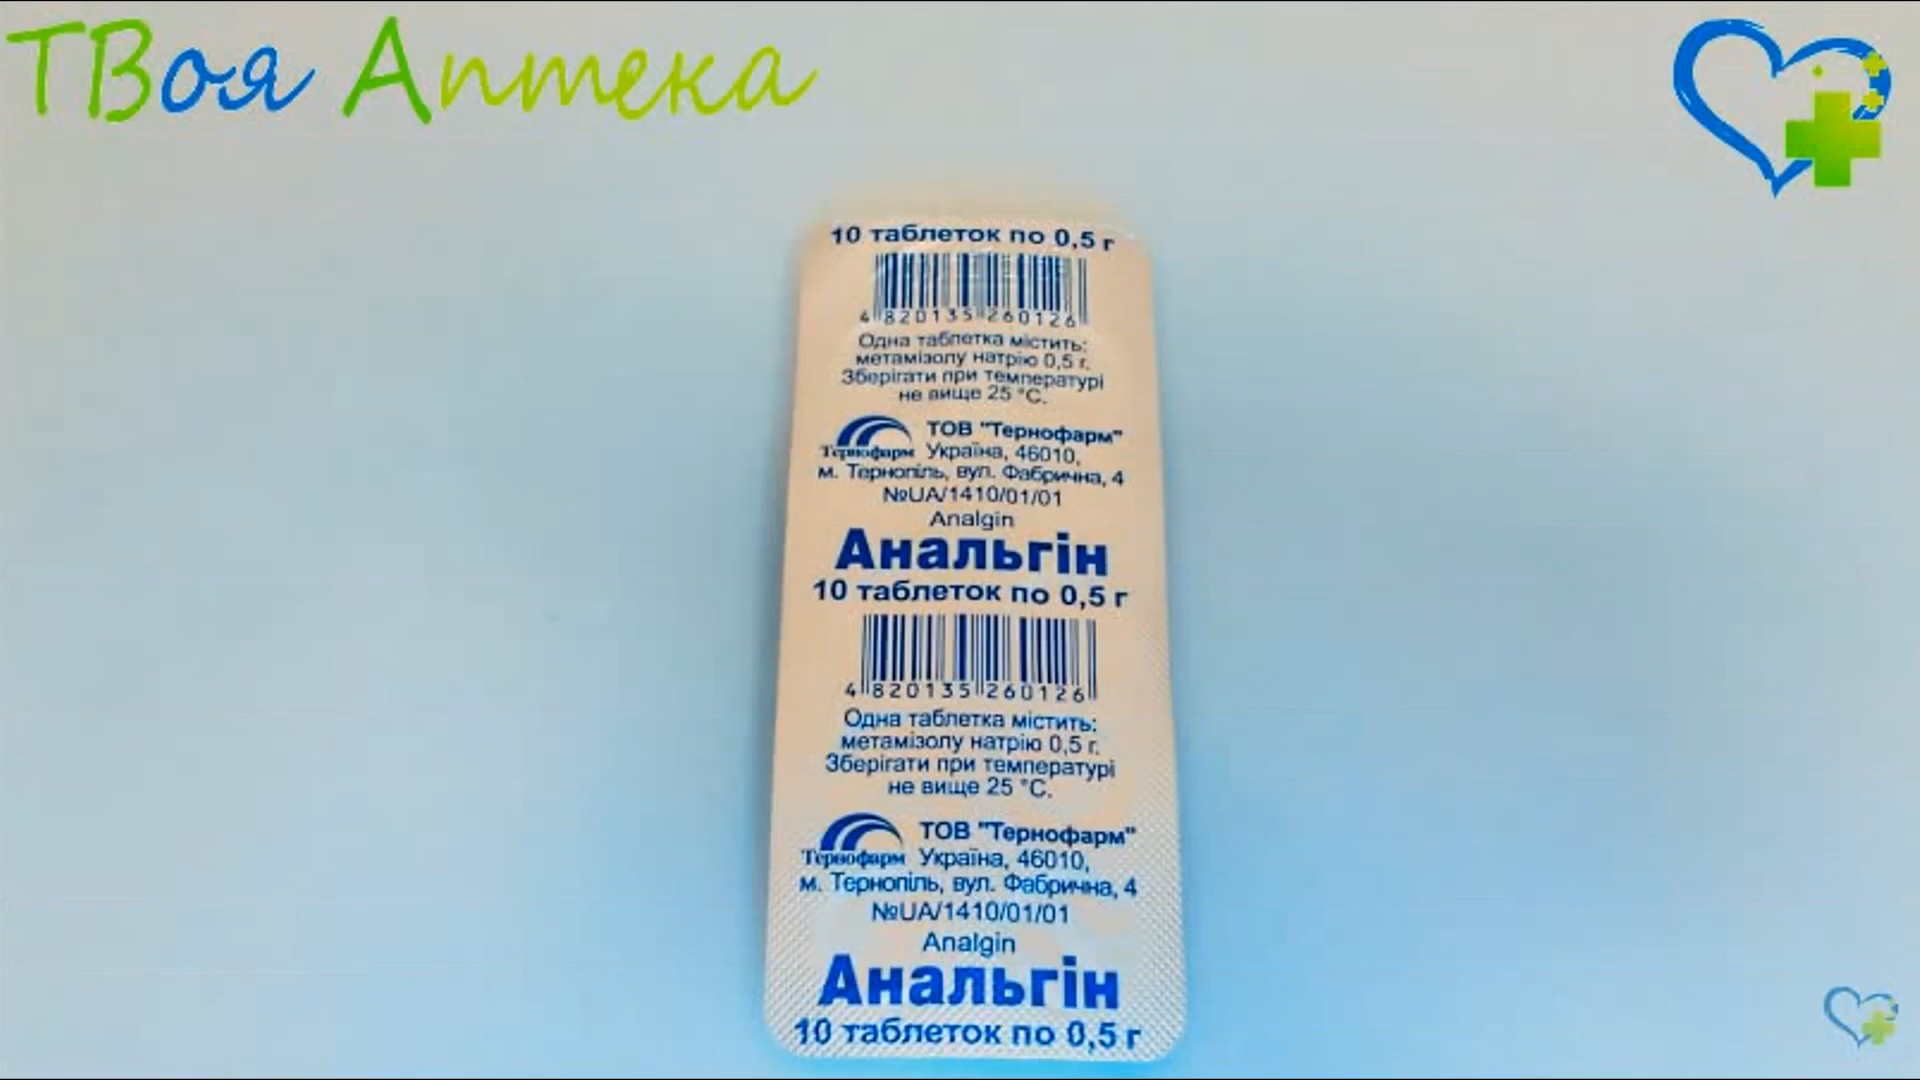 ТВоя Аптека
10 таблеток по 0,5 г
4 820135 260126
Одна таблетка містить:
метамізолу натрію 0,5 г.
Зберігати при температурі
не вище 25 °С.
ТОВ "Тернофарм"
Тернофарм Україна, 46010,
м. Тернопіль, вул. Фабрична, 4
№UA/1410/01/01
Analgin
Анальгін
10 таблеток по 0,5 г
4 820135 260126
Одна таблетка містить:
метамізолу натрію 0,5 г.
Зберігати при температурі
не вище 25 °С.
ТОВ "Тернофарм"
Тернофарм Україна, 46010,
м. Тернопіль, вул. Фабрична, 4
№UA/1410/01/01
Analgin
Анальгін
10 таблеток по 0,5 г